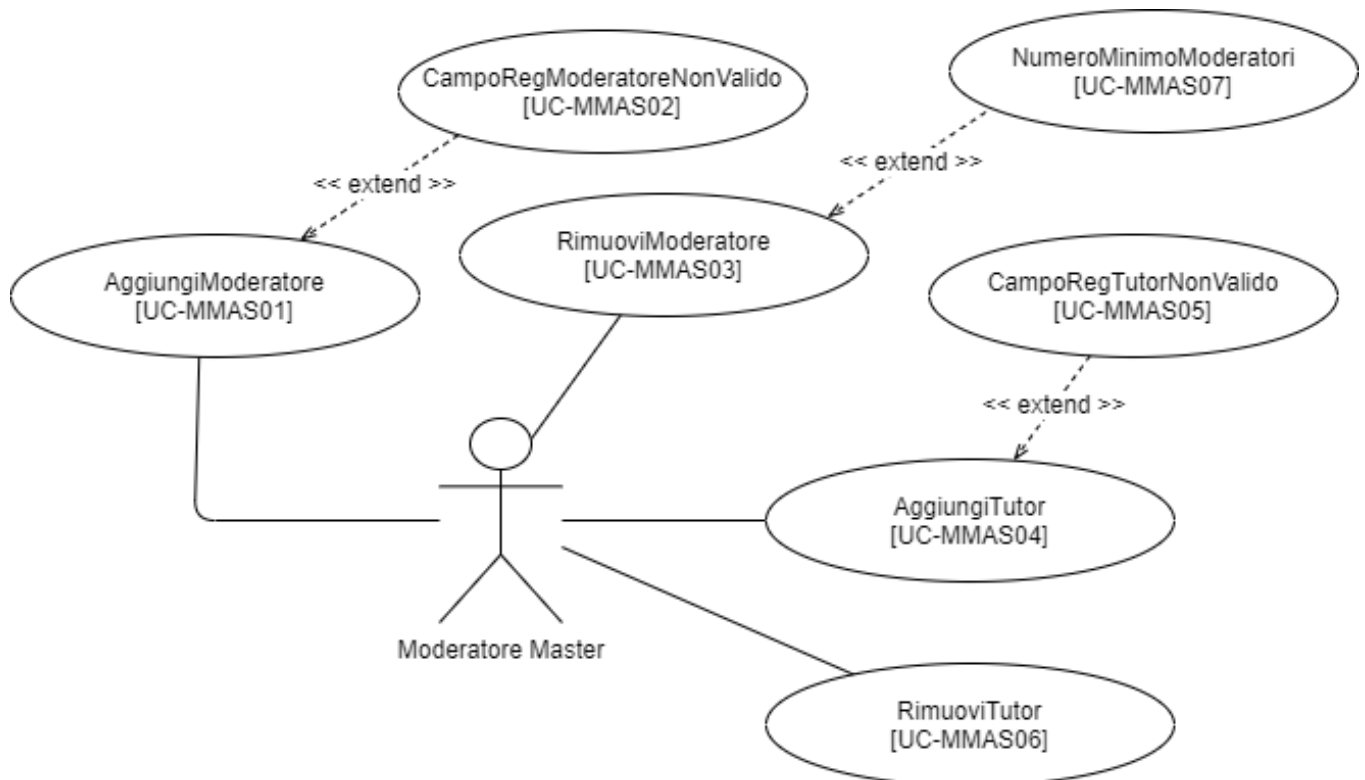 CampoRegModeratoreNonValido
[UC-MMAS02]
NumeroMinimoModeratori
[UC-MMAS07]
<< extend >>
<< extend >>
AggiungiModeratore
[UC-MMAS01]
RimuoviModeratore
[UC-MMAS03]
CampoRegTutorNonValido
[UC-MMAS05]
<< extend >>
AggiungiTutor
[UC-MMAS04]
Moderatore Master
RimuoviTutor
[UC-MMAS06]